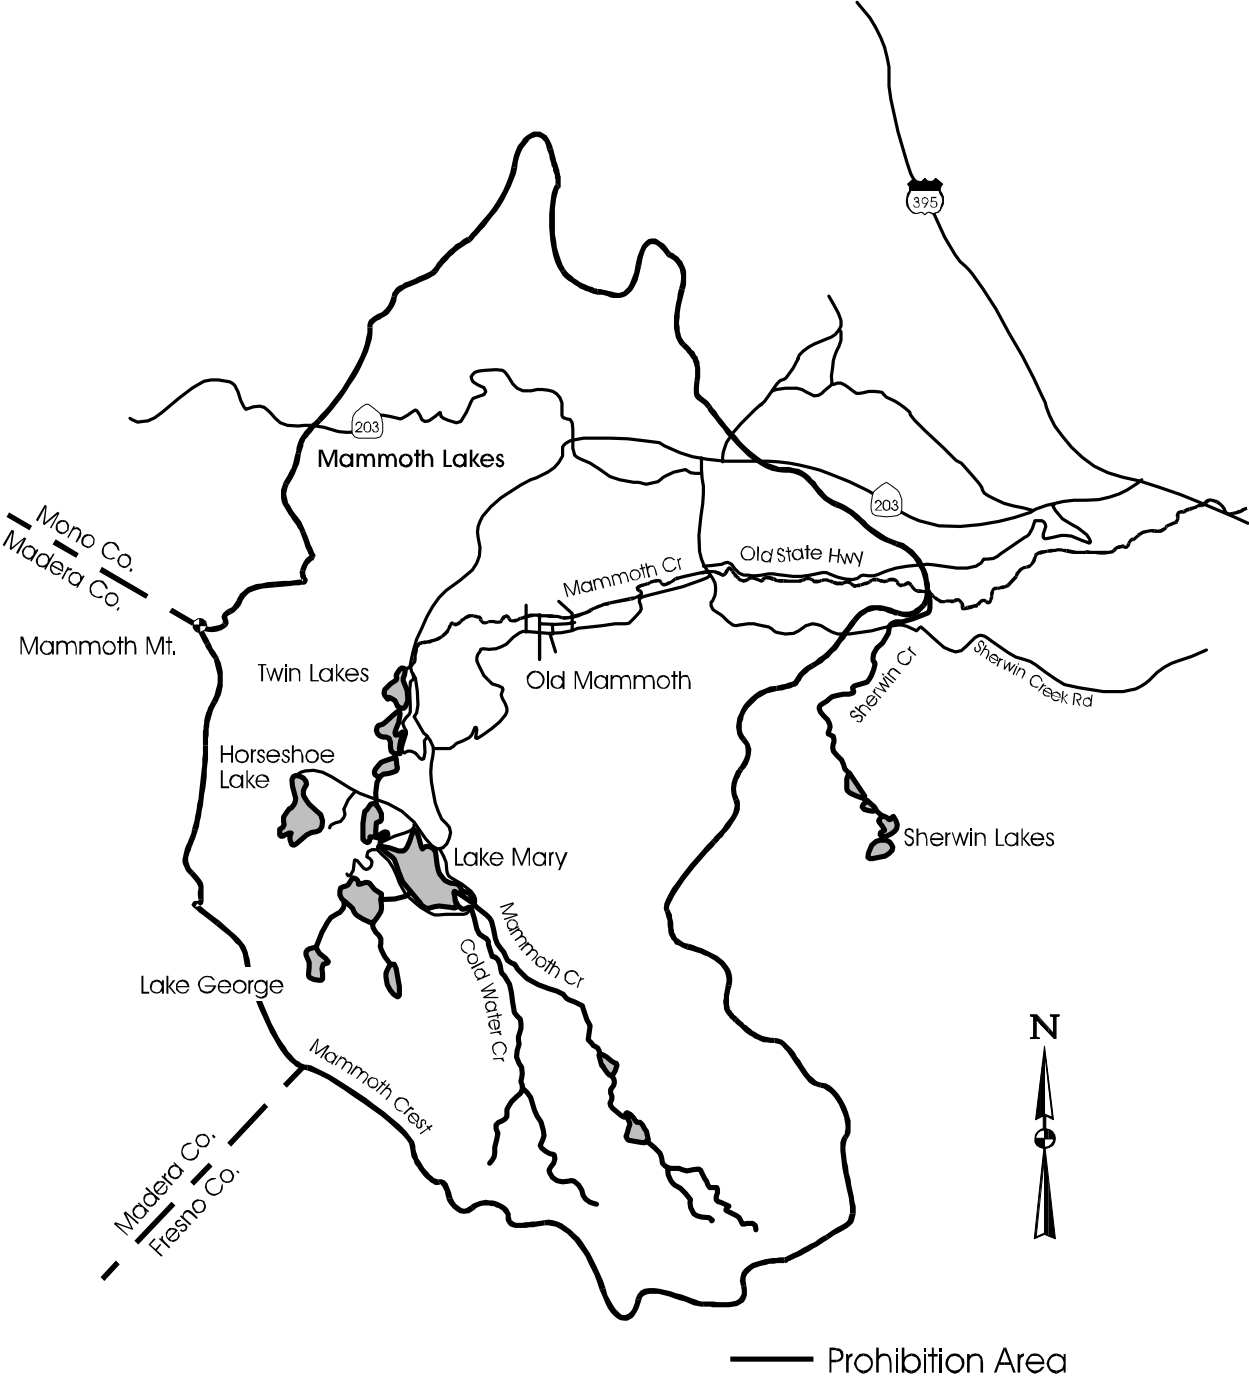 395
203
Mammoth Lakes
203
Mono Co.
Madera Co.
Old State Hwy
Mammoth Cr
Mammoth Mt.
Twin Lakes
Old Mammoth
Sherwin Cr
Sherwin Creek Rd
Horseshoe
Lake
Sherwin Lakes
Lake Mary
Mammoth Cr
Cold Water Cr
Lake George
N
Mammoth Crest
Madera Co.
Fresno Co.
Prohibition Area